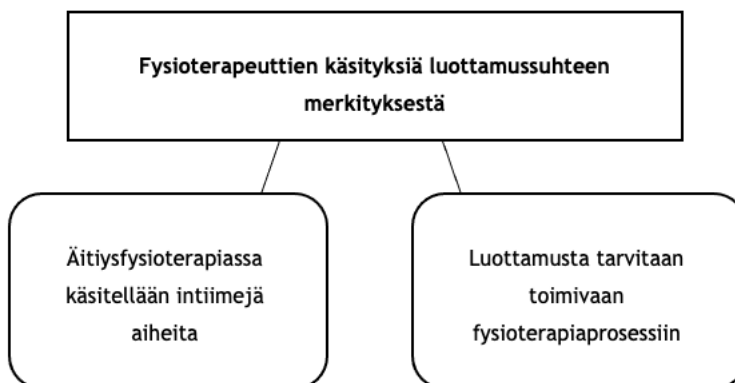 Fysioterapeuttien käsityksiä luottamussuhteen
merkityksestä
Äitiysfysioterapiassa
käsitellään intiimejä
aiheita
Luottamusta tarvitaan
toimivaan
fysioterapiaprosessiin